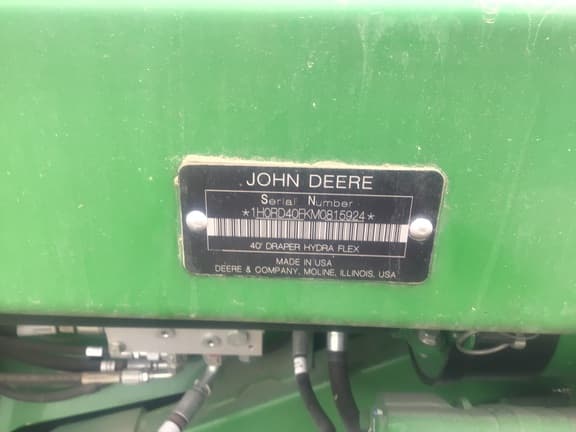 JOHN DEERE
Serial Number
*1H0RD40FKM0815924*
40' DRAPER HYDRA FLEX
MADE IN USA
DEERE & COMPANY, MOLINE, ILLINOIS, USA